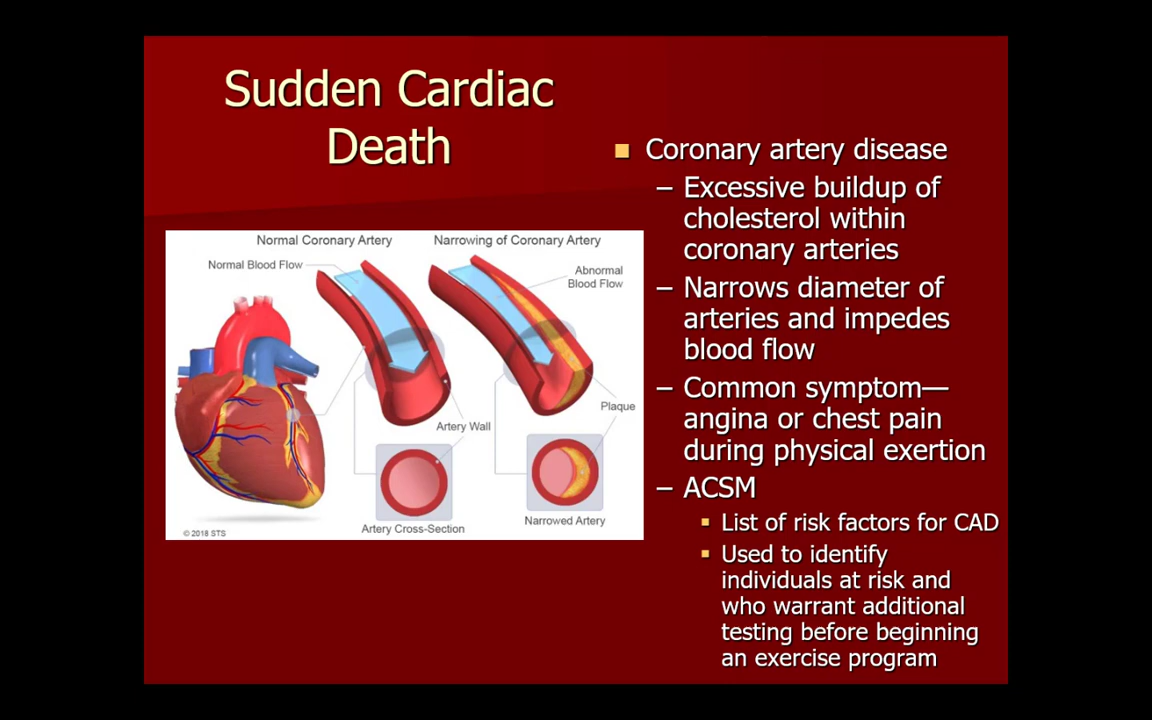 Sudden Cardiac
Death
Normal Coronary Artery
Narrowing of Coronary Artery
Normal Blood Flow
Abnormal
Blood Flow
Plaque
Artery Wall
Artery Cross-Section
Narrowed Artery
© 2018 STS
■ Coronary artery disease
– Excessive buildup of
cholesterol within
coronary arteries
– Narrows diameter of
arteries and impedes
blood flow
– Common symptom—
angina or chest pain
during physical exertion
– ACSM
▪ List of risk factors for CAD
▪ Used to identify
individuals at risk and
who warrant additional
testing before beginning
an exercise program